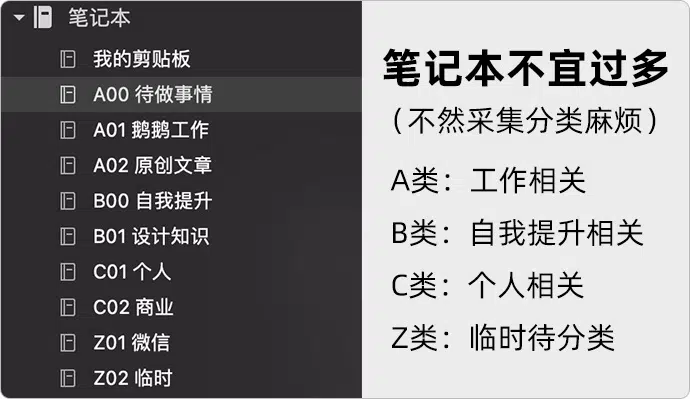 笔记本
我的剪贴板
A00 待做事情
A01 鹅鹅工作
A02 原创文章
B00 自我提升
B01 设计知识
C01 个人
C02 商业
Z01 微信
Z02 临时
笔记本不宜过多
（不然采集分类麻烦）
A类：工作相关
B类：自我提升相关
C类：个人相关
Z类：临时待分类